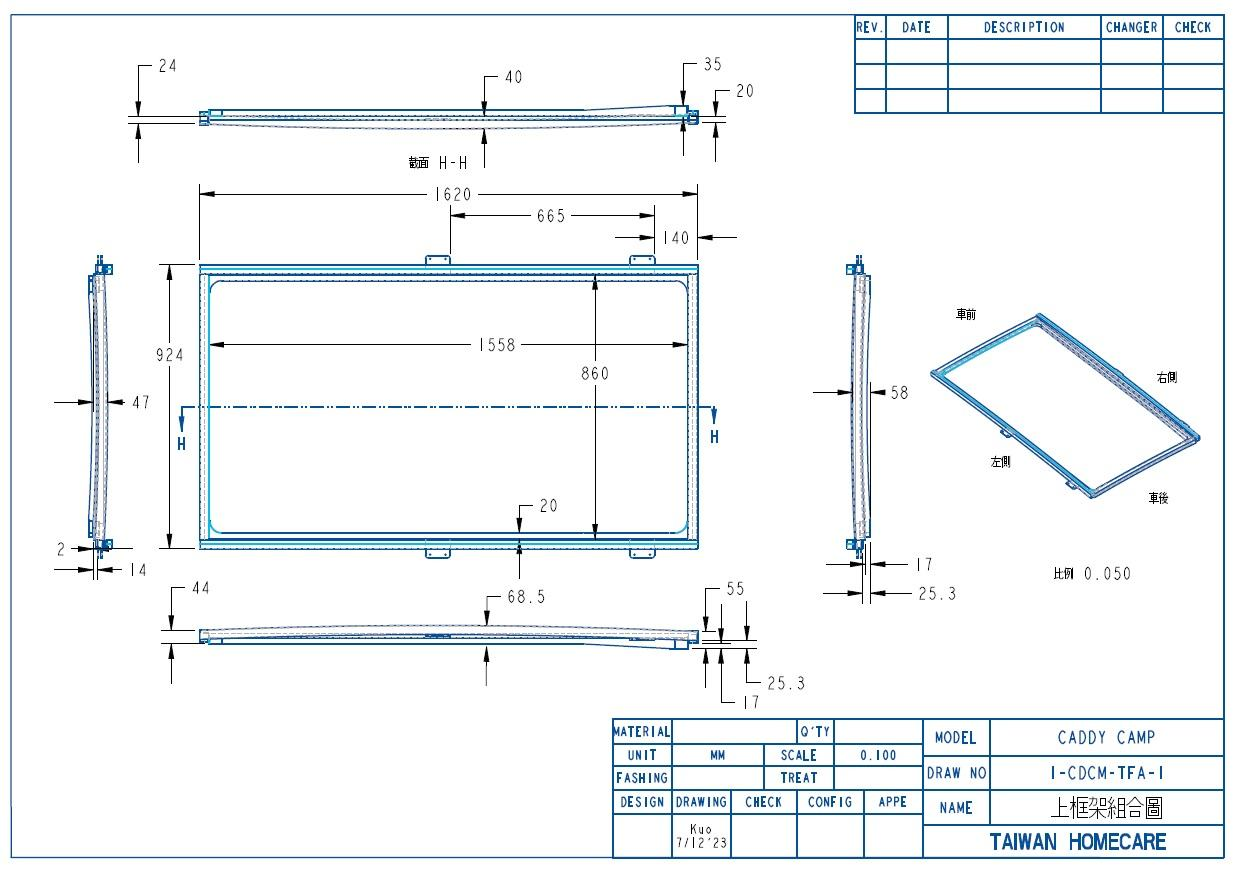 REV. DATE DESCRIPTION CHANGER CHECK
24
40
35
20
截面 H-H
1620
665
140
924
1558
860
47
H
H
20
2
14
58
17
25.3
車前
右側
左側
車後
比例 0.050
44
68.5
55
25.3
17
MATERIAL Q'TY
UNIT MM SCALE 0.100
FASHING TREAT
DESIGN DRAWING CHECK CONFIG APPE
Kuo
7/12'23
MODEL CADDY CAMP
DRAW NO 1-CDCM-TFA-1
NAME 上框架組合圖
TAIWAN HOMECARE